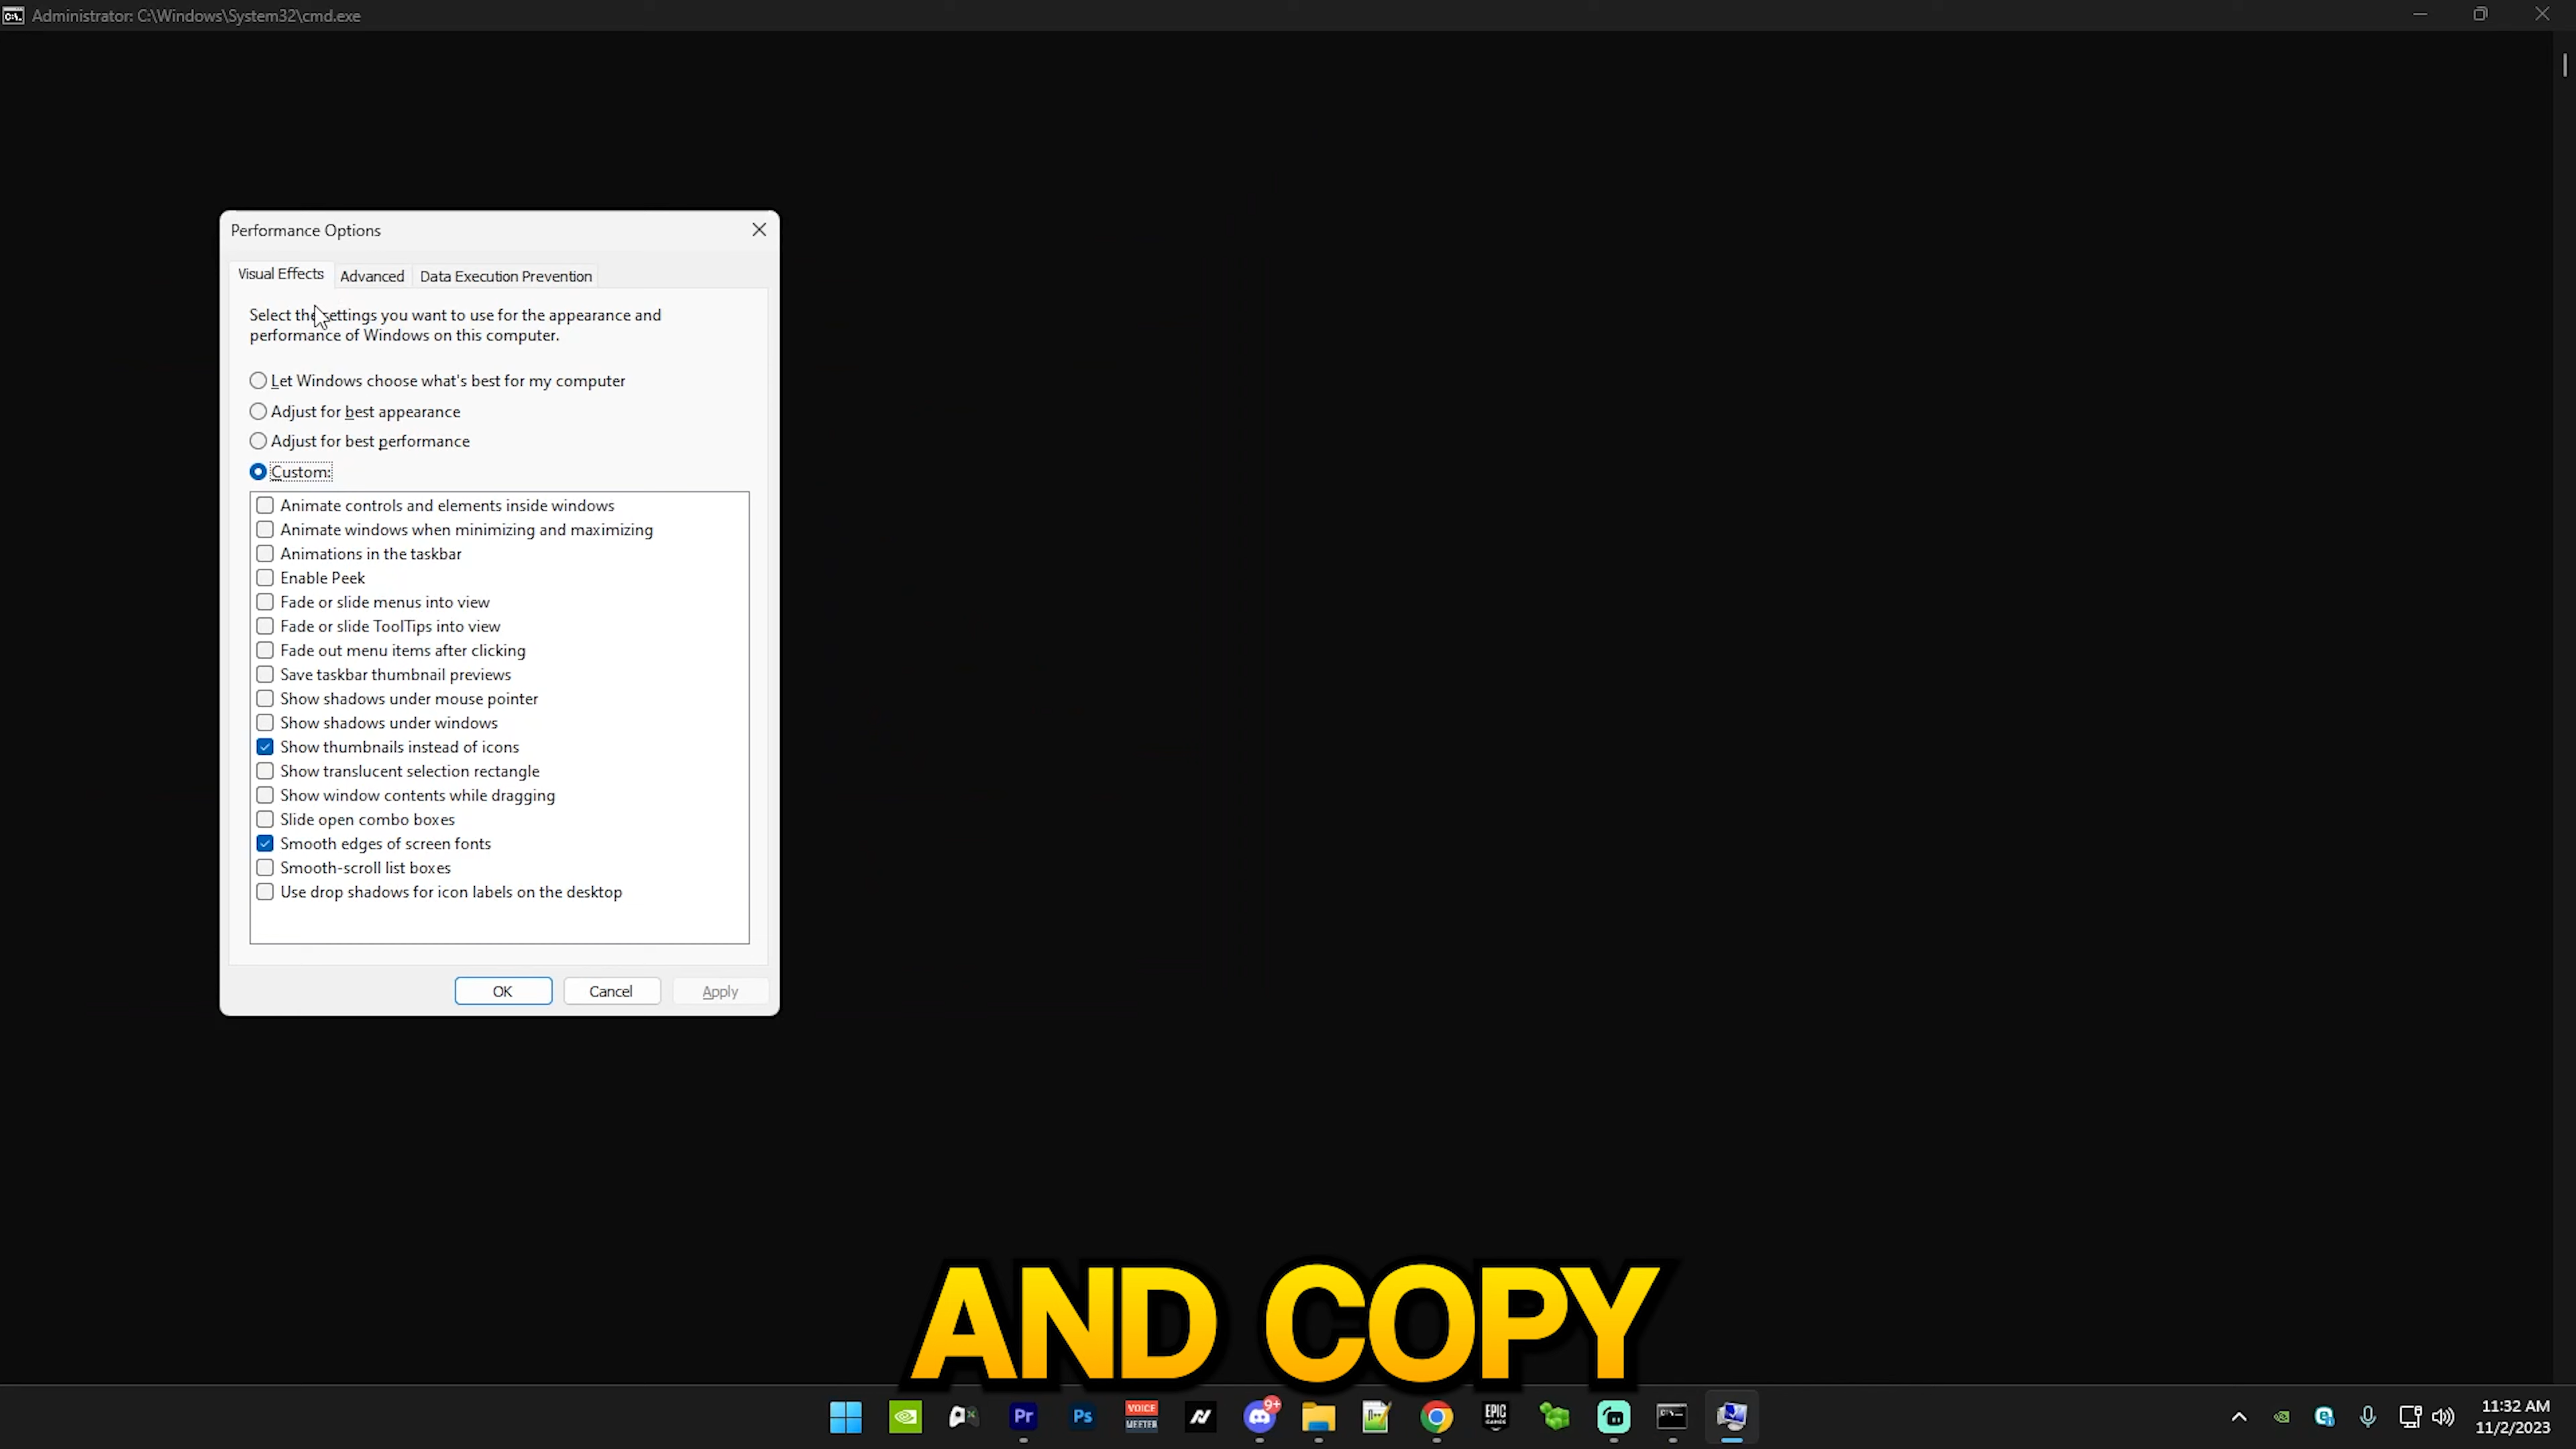 Administrator: C:\Windows\System32\cmd.exe
Performance Options
Visual Effects
Advanced
Data Execution Prevention
Select the settings you want to use for the appearance and
performance of Windows on this computer.
Let Windows choose what's best for my computer
Adjust for best appearance
Adjust for best performance
Custom:
Animate controls and elements inside windows
Animate windows when minimizing and maximizing
Animations in the taskbar
Enable Peek
Fade or slide menus into view
Fade or slide ToolTips into view
Fade out menu items after clicking
Save taskbar thumbnail previews
Show shadows under mouse pointer
Show shadows under windows
Show thumbnails instead of icons
Show translucent selection rectangle
Show window contents while dragging
Slide open combo boxes
Smooth edges of screen fonts
Smooth-scroll list boxes
Use drop shadows for icon labels on the desktop
OK
Cancel
Apply
AND COPY
Pr
Ps
VOICE
MEETER
9+
EPIC
GAMES
11:32 AM
11/2/2023